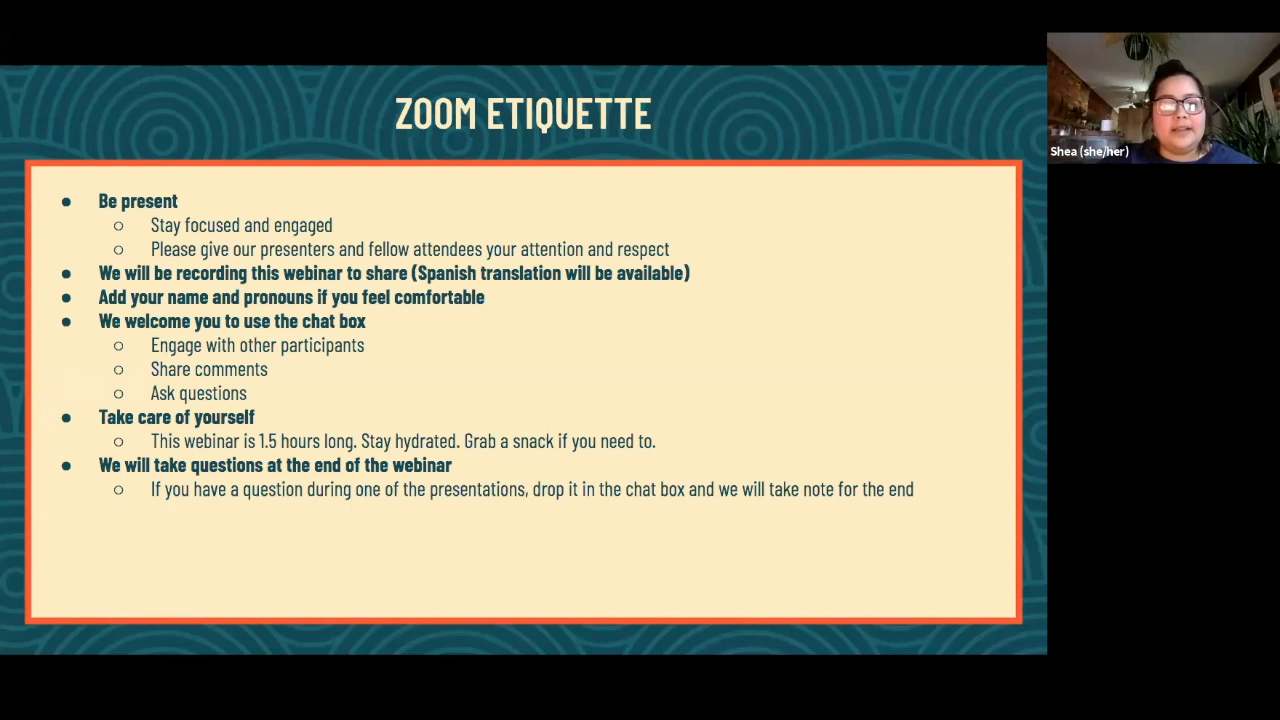 ZOOM ETIQUETTE
● Be present
○ Stay focused and engaged
○ Please give our presenters and fellow attendees your attention and respect
● We will be recording this webinar to share (Spanish translation will be available)
● Add your name and pronouns if you feel comfortable
● We welcome you to use the chat box
○ Engage with other participants
○ Share comments
○ Ask questions
● Take care of yourself
○ This webinar is 1.5 hours long. Stay hydrated. Grab a snack if you need to.
● We will take questions at the end of the webinar
○ If you have a question during one of the presentations, drop it in the chat box and we will take note for the end
Shea (she/her)